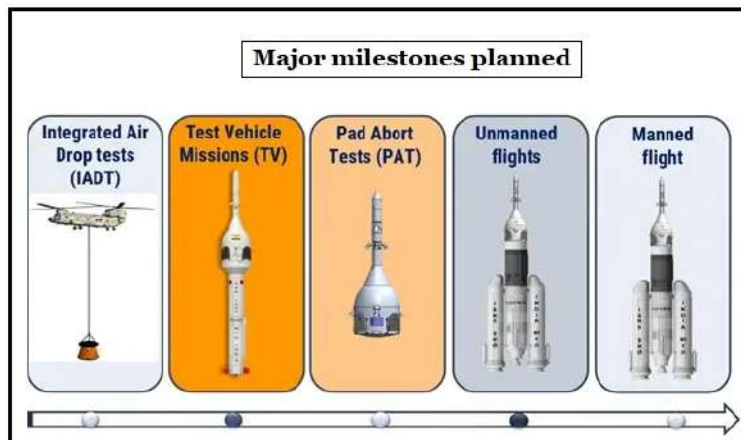 Major milestones planned
Integrated Air
Drop tests
(IADT)
Test Vehicle
Missions (TV)
Pad Abort
Tests (PAT)
Unmanned
flights
Manned
flight